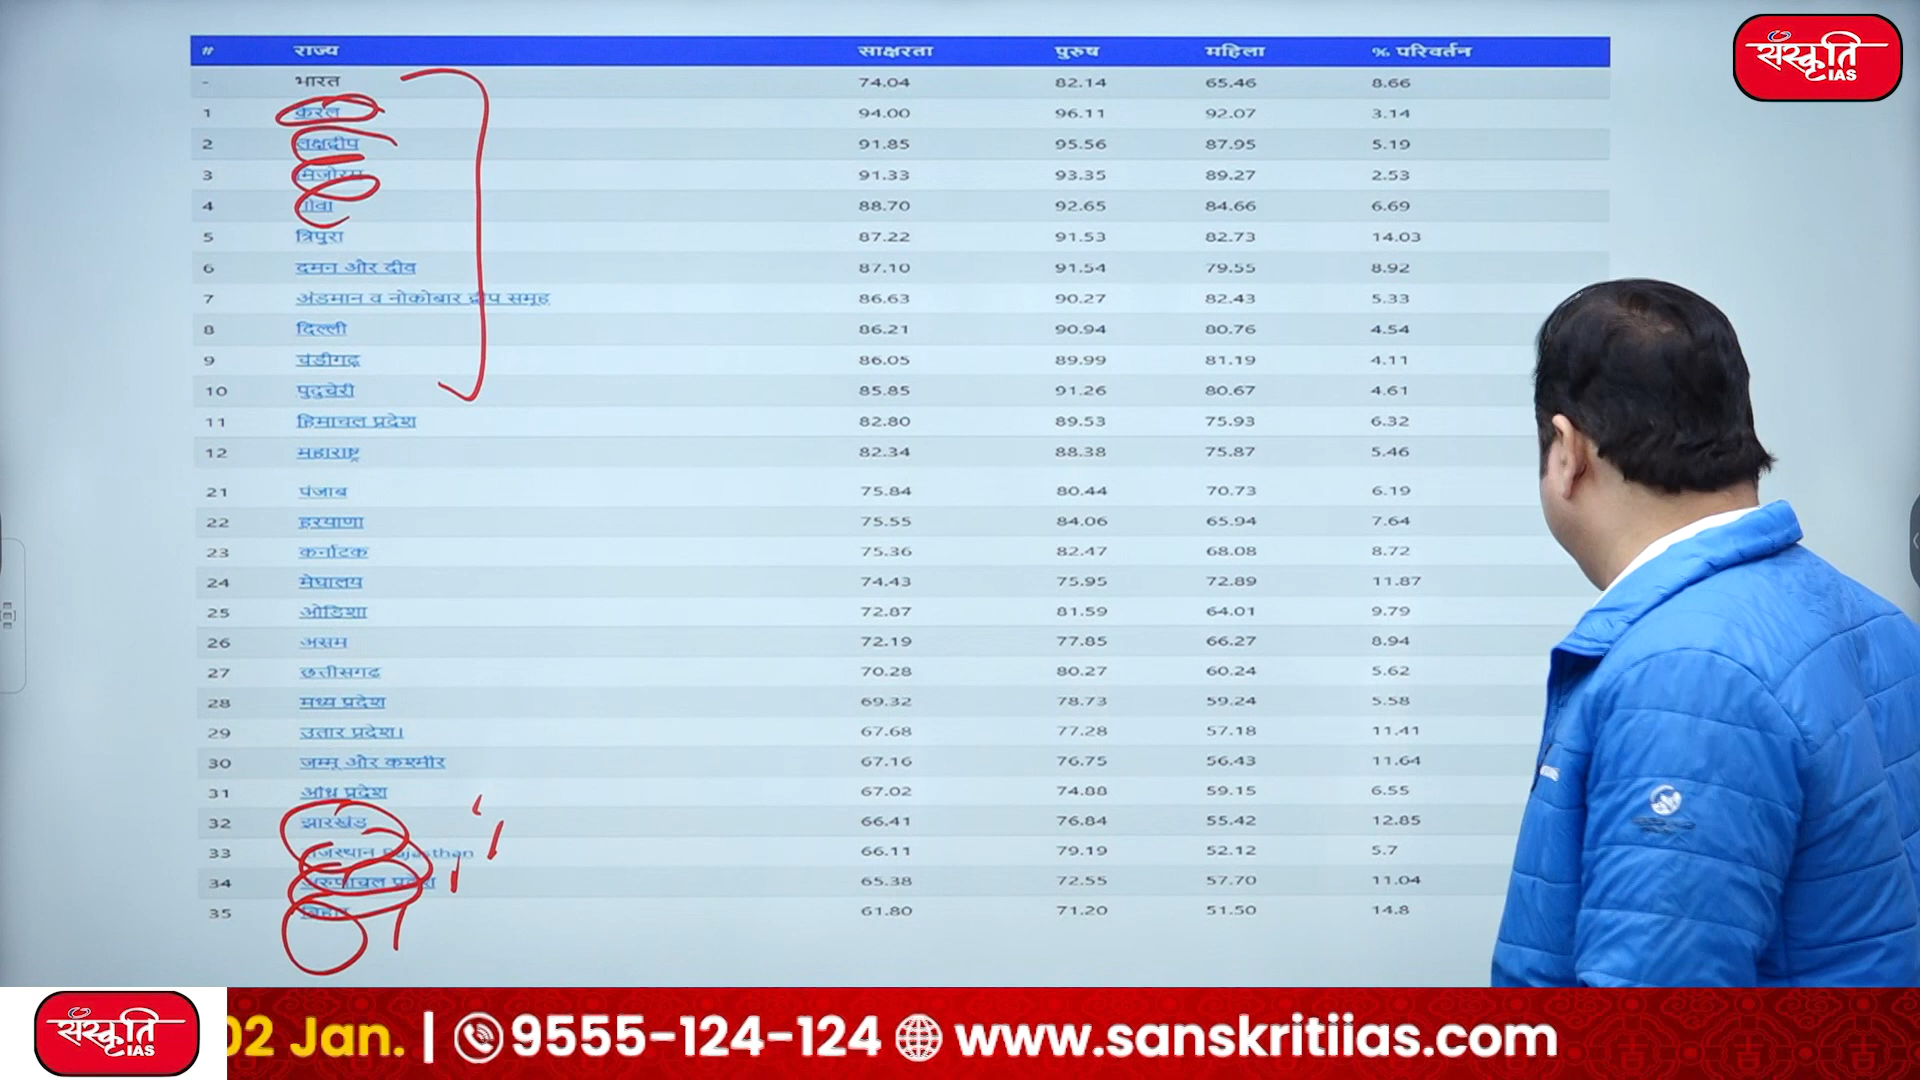 # राज्य साक्षरता पुरुष महिला % परिवर्तन
- भारत 74.04 82.14 65.46 8.66
1 केरल 94.00 96.11 92.07 3.14
2 लक्षद्वीप 91.85 95.56 87.95 5.19
3 मिजोरम 91.33 93.35 89.27 2.53
4 गोवा 88.70 92.65 84.66 6.69
5 त्रिपुरा 87.22 91.53 82.73 14.03
6 दमन और दीव 87.10 91.54 79.55 8.92
7 अंडमान व नोकोबार द्वीप समूह 86.63 90.27 82.43 5.33
8 दिल्ली 86.21 90.94 80.76 4.54
9 चंडीगढ़ 86.05 89.99 81.19 4.11
10 पुदुचेरी 85.85 91.26 80.67 4.61
11 हिमाचल प्रदेश 82.80 89.53 75.93 6.32
12 महाराष्ट्र 82.34 88.38 75.87 5.46
21 पंजाब 75.84 80.44 70.73 6.19
22 हरयाणा 75.55 84.06 65.94 7.64
23 कर्नाटक 75.36 82.47 68.08 8.72
24 मेघालय 74.43 75.95 72.89 11.87
25 ओडिशा 72.87 81.59 64.01 9.79
26 असम 72.19 77.85 66.27 8.94
27 छत्तीसगढ 70.28 80.27 60.24 5.62
28 मध्य प्रदेश 69.32 78.73 59.24 5.58
29 उतार प्रदेश। 67.68 77.28 57.18 11.41
30 जम्मू और कश्मीर 67.16 76.75 56.43 11.64
31 आंध्र प्रदेश 67.02 74.88 59.15 6.55
32 झारखंड 66.41 76.84 55.42 12.85
33 राजस्थान Rajasthan 66.11 79.19 52.12 5.7
34 अरुणाचल प्रदेश 65.38 72.55 57.70 11.04
35 बिहार 61.80 71.20 51.50 14.8
संस्कृति
IAS
संस्कृति
IAS
02 Jan. | 9555-124-124 www.sanskritiias.com